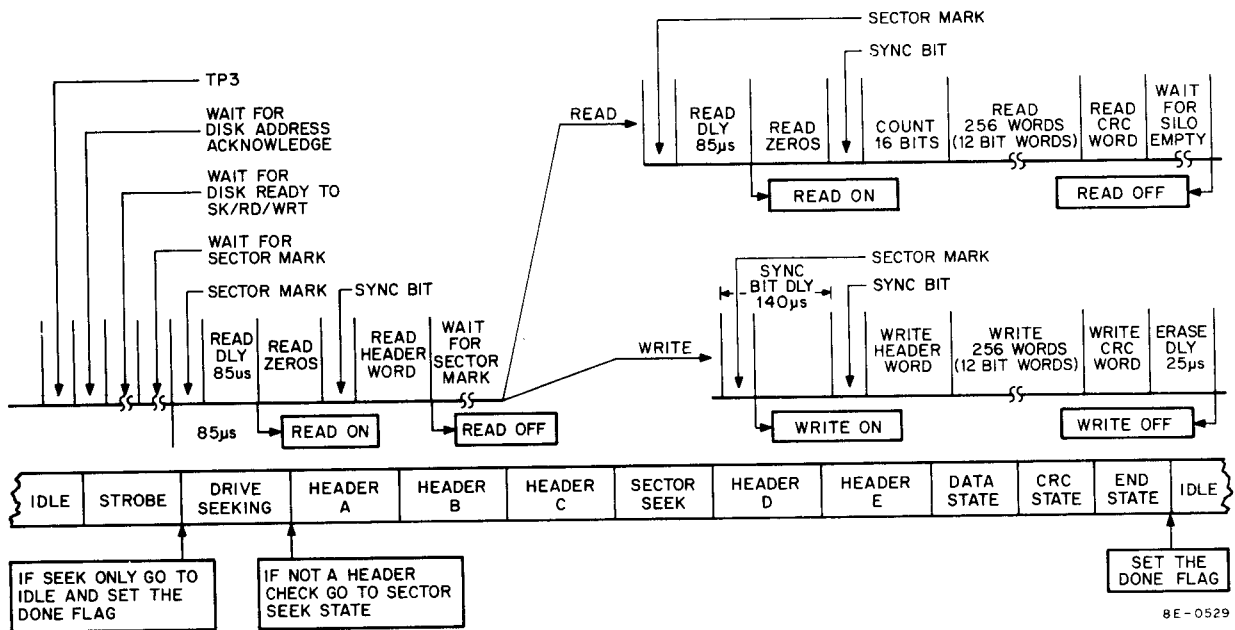 TP3
WAIT FOR
DISK ADDRESS
ACKNOWLEDGE
WAIT FOR
DISK READY TO
SK/RD/WRT
WAIT FOR
SECTOR MARK
SECTOR MARK
SYNC BIT
READ
DLY
85µs
READ
ZEROS
READ
HEADER
WORD
WAIT
FOR
SECTOR
MARK
85µs
READ ON
READ OFF
READ
SECTOR MARK
SYNC BIT
READ
DLY
85µs
READ
ZEROS
COUNT
16 BITS
READ
256 WORDS
(12 BIT WORDS)
READ
CRC
WORD
WAIT
FOR
SILO
EMPTY
READ ON
READ OFF
WRITE
SECTOR MARK
SYNC
BIT DLY
140µs
SYNC BIT
WRITE
HEADER
WORD
WRITE
256 WORDS
(12 BIT WORDS)
WRITE
CRC
WORD
ERASE
DLY
25µs
WRITE ON
WRITE OFF
IDLE
STROBE
DRIVE
SEEKING
HEADER
A
HEADER
B
HEADER
C
SECTOR
SEEK
HEADER
D
HEADER
E
DATA
STATE
CRC
STATE
END
STATE
IDLE
IF SEEK ONLY GO TO
IDLE AND SET THE
DONE FLAG
IF NOT A HEADER
CHECK GO TO SECTOR
SEEK STATE
SET THE
DONE FLAG
8E-0529